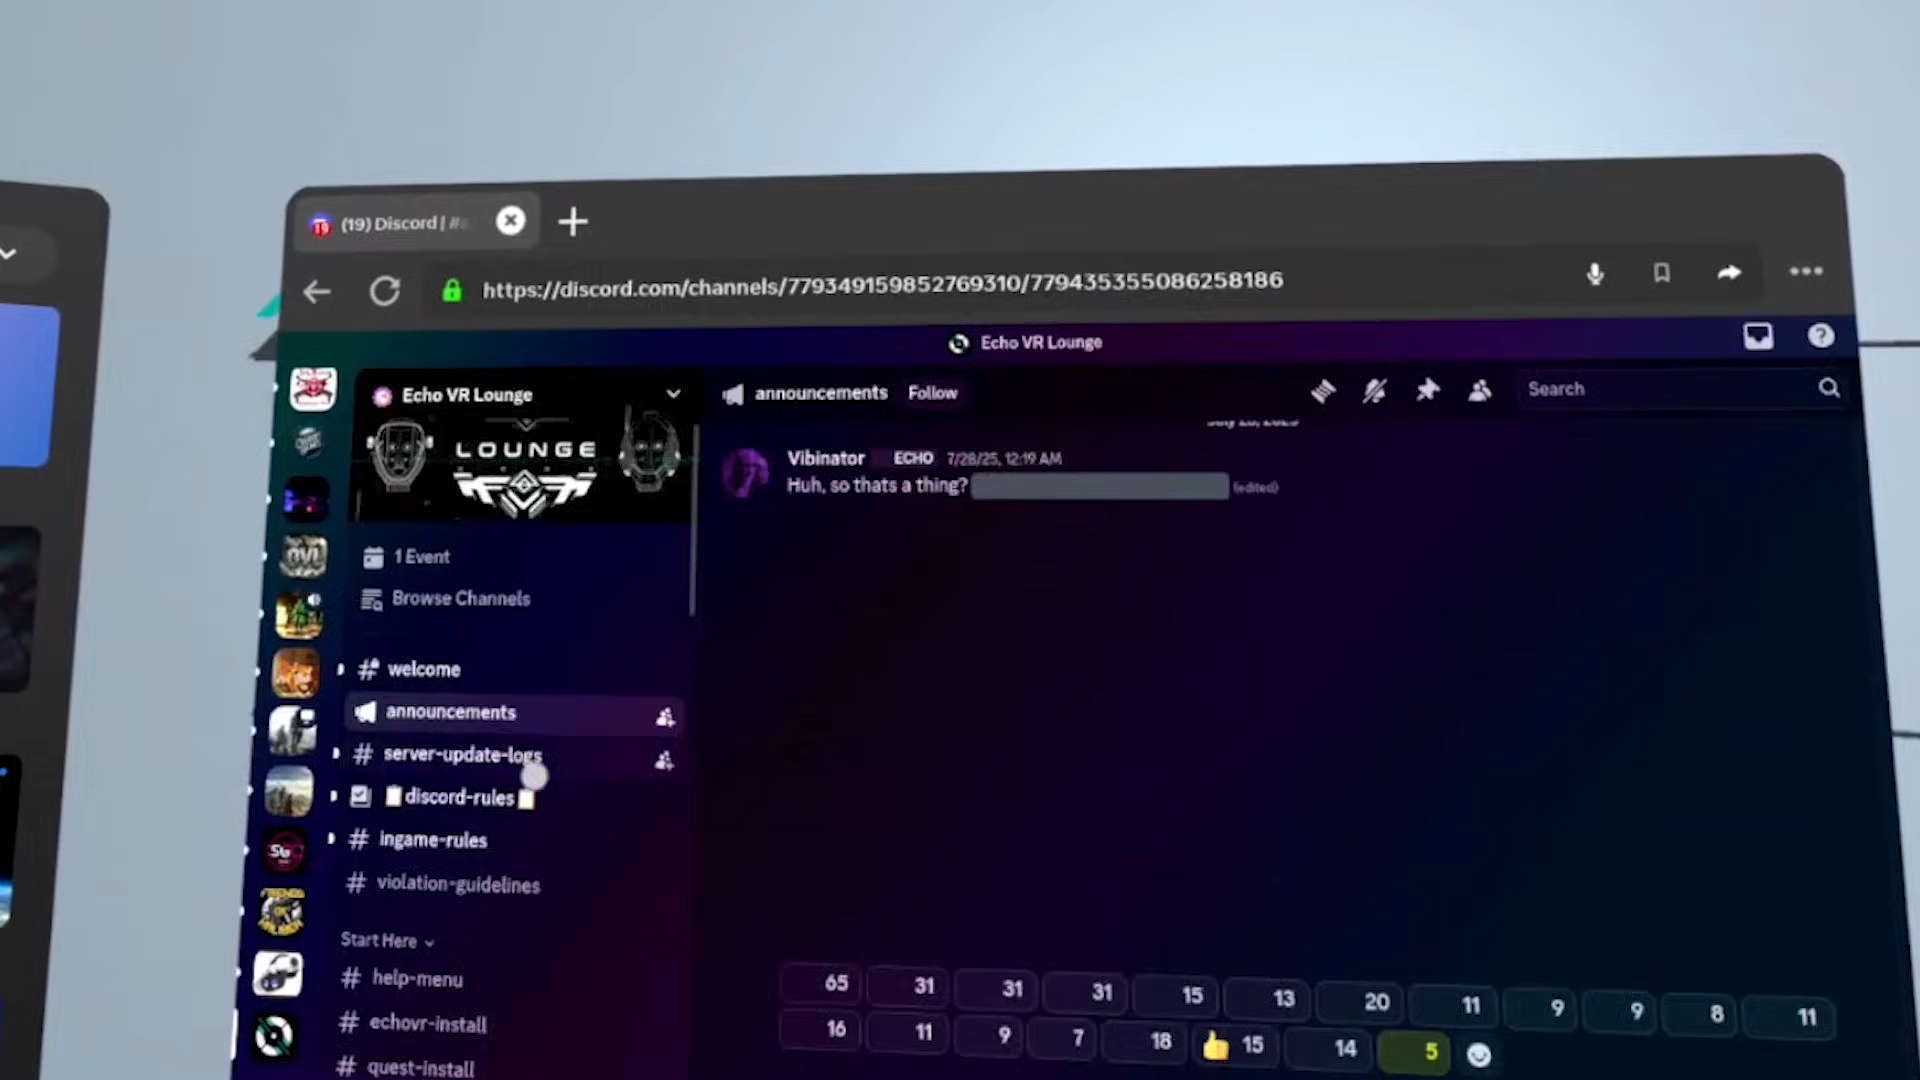 (19) Discord | #
https://discord.com/channels/779349159852769310/779435355086258186
Echo VR Lounge
Echo VR Lounge
LOUNGE
1 Event
Browse Channels
welcome
announcements
server-update-logs
discord-rules
ingame-rules
violation-guidelines
Start Here
help-menu
echovr-install
quest-install
announcements
Follow
Search
Vibinator ECHO 7/28/25, 12:19 AM
Huh, so thats a thing? (edited)
65 31 31 31 15 13 20 11 9 9 8 11
16 11 9 7 18 15 14 5